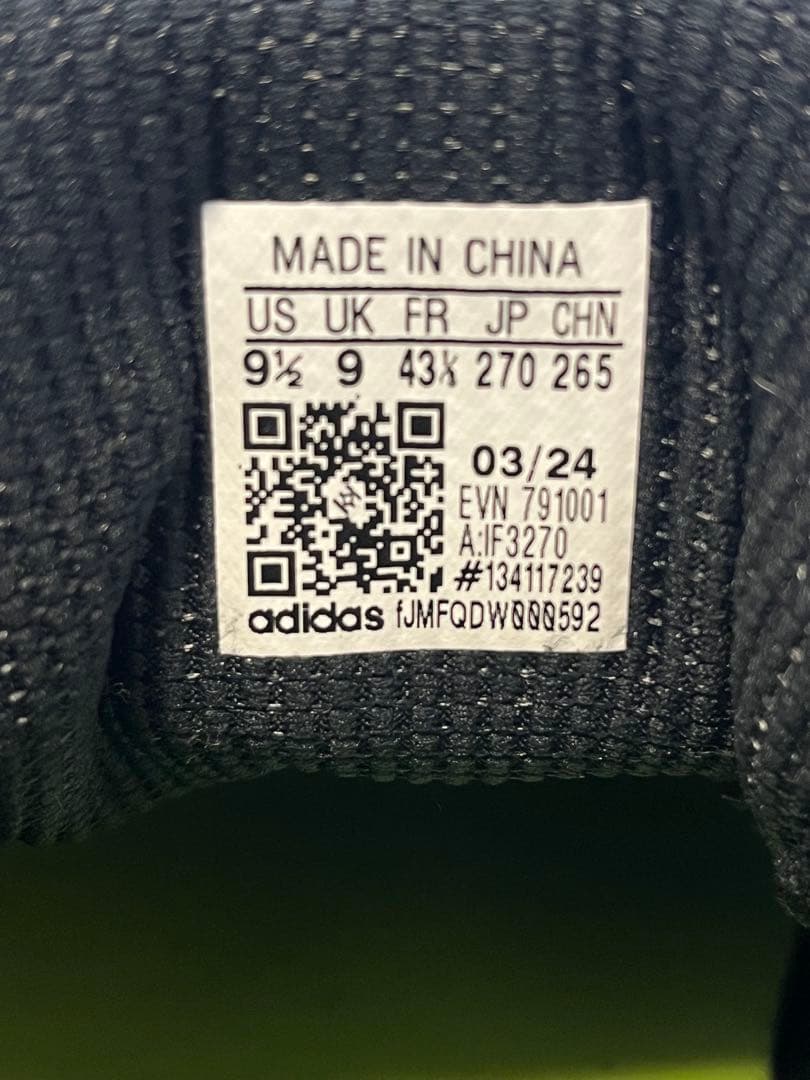 MADE IN CHINA
US UK FR JP CHN
9½ 9 43⅓ 270 265
03/24
EVN 791001
A:IF3270
#134117239
adidas fJMFQDW000592